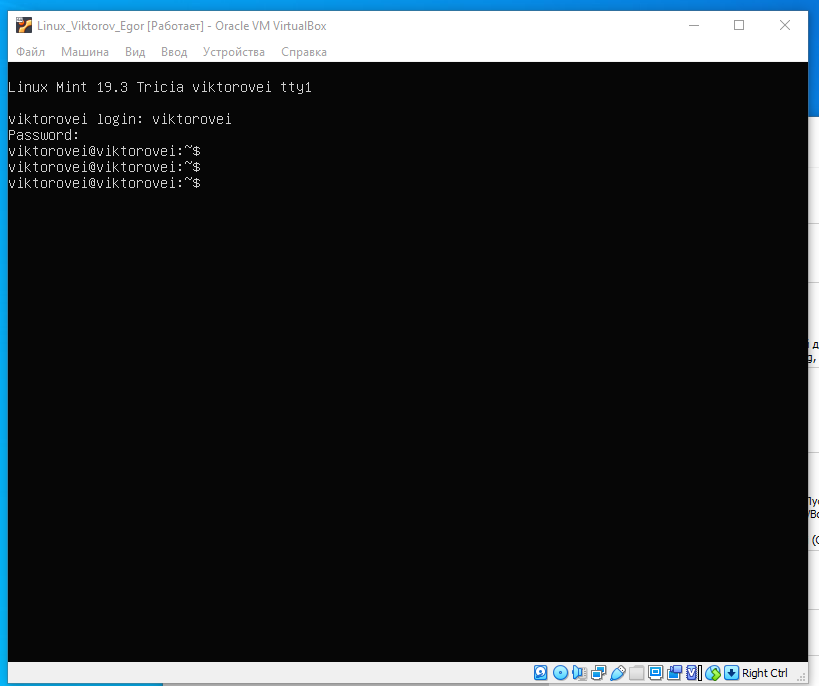 Linux_Viktorov_Egor [Работает] - Oracle VM VirtualBox
Файл Машина Вид Ввод Устройства Справка
Linux Mint 19.3 Tricia viktorovei tty1
viktorovei login: viktorovei
Password:
viktorovei@viktorovei:~$
viktorovei@viktorovei:~$
viktorovei@viktorovei:~$
Right Ctrl